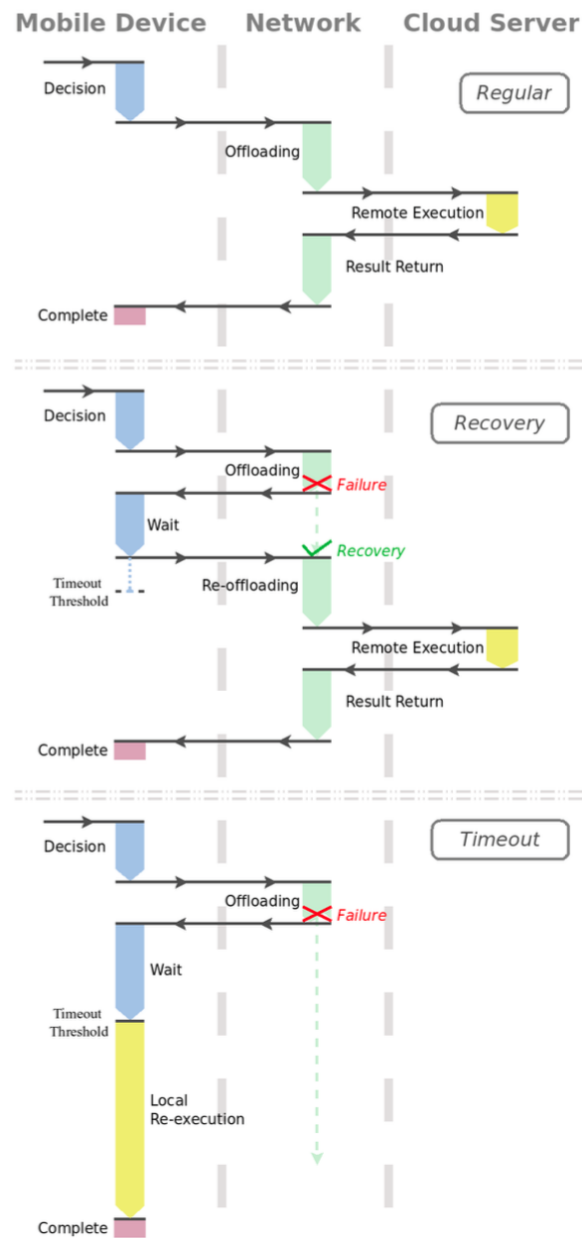 Mobile Device Network Cloud Server
Decision
Regular
Offloading
Remote Execution
Result Return
Complete
Decision
Recovery
Offloading
Failure
Wait
Recovery
Timeout
Threshold
Re-offloading
Remote Execution
Result Return
Complete
Decision
Timeout
Offloading
Failure
Wait
Timeout
Threshold
Local
Re-execution
Complete